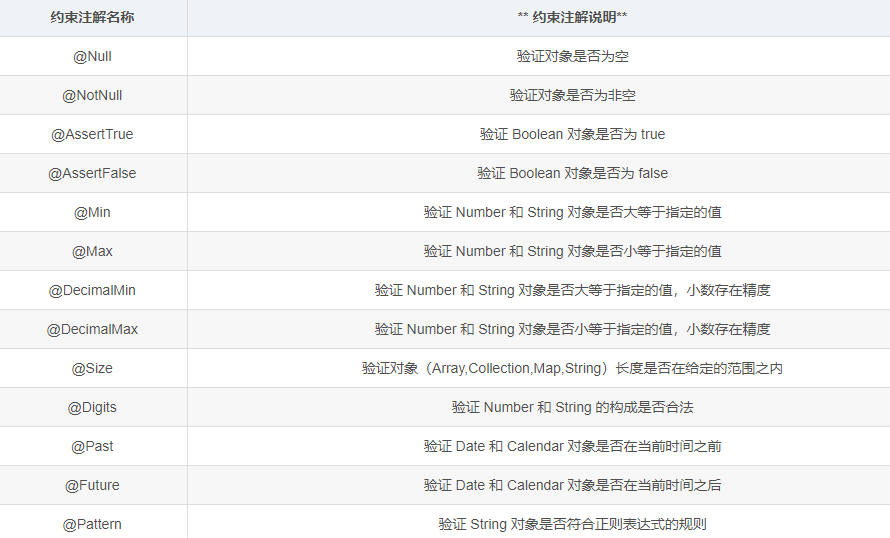 约束注解名称 ** 约束注解说明**
@Null 验证对象是否为空
@NotNull 验证对象是否为非空
@AssertTrue 验证 Boolean 对象是否为 true
@AssertFalse 验证 Boolean 对象是否为 false
@Min 验证 Number 和 String 对象是否大等于指定的值
@Max 验证 Number 和 String 对象是否小等于指定的值
@DecimalMin 验证 Number 和 String 对象是否大等于指定的值，小数存在精度
@DecimalMax 验证 Number 和 String 对象是否小等于指定的值，小数存在精度
@Size 验证对象（Array,Collection,Map,String）长度是否在给定的范围之内
@Digits 验证 Number 和 String 的构成是否合法
@Past 验证 Date 和 Calendar 对象是否在当前时间之前
@Future 验证 Date 和 Calendar 对象是否在当前时间之后
@Pattern 验证 String 对象是否符合正则表达式的规则